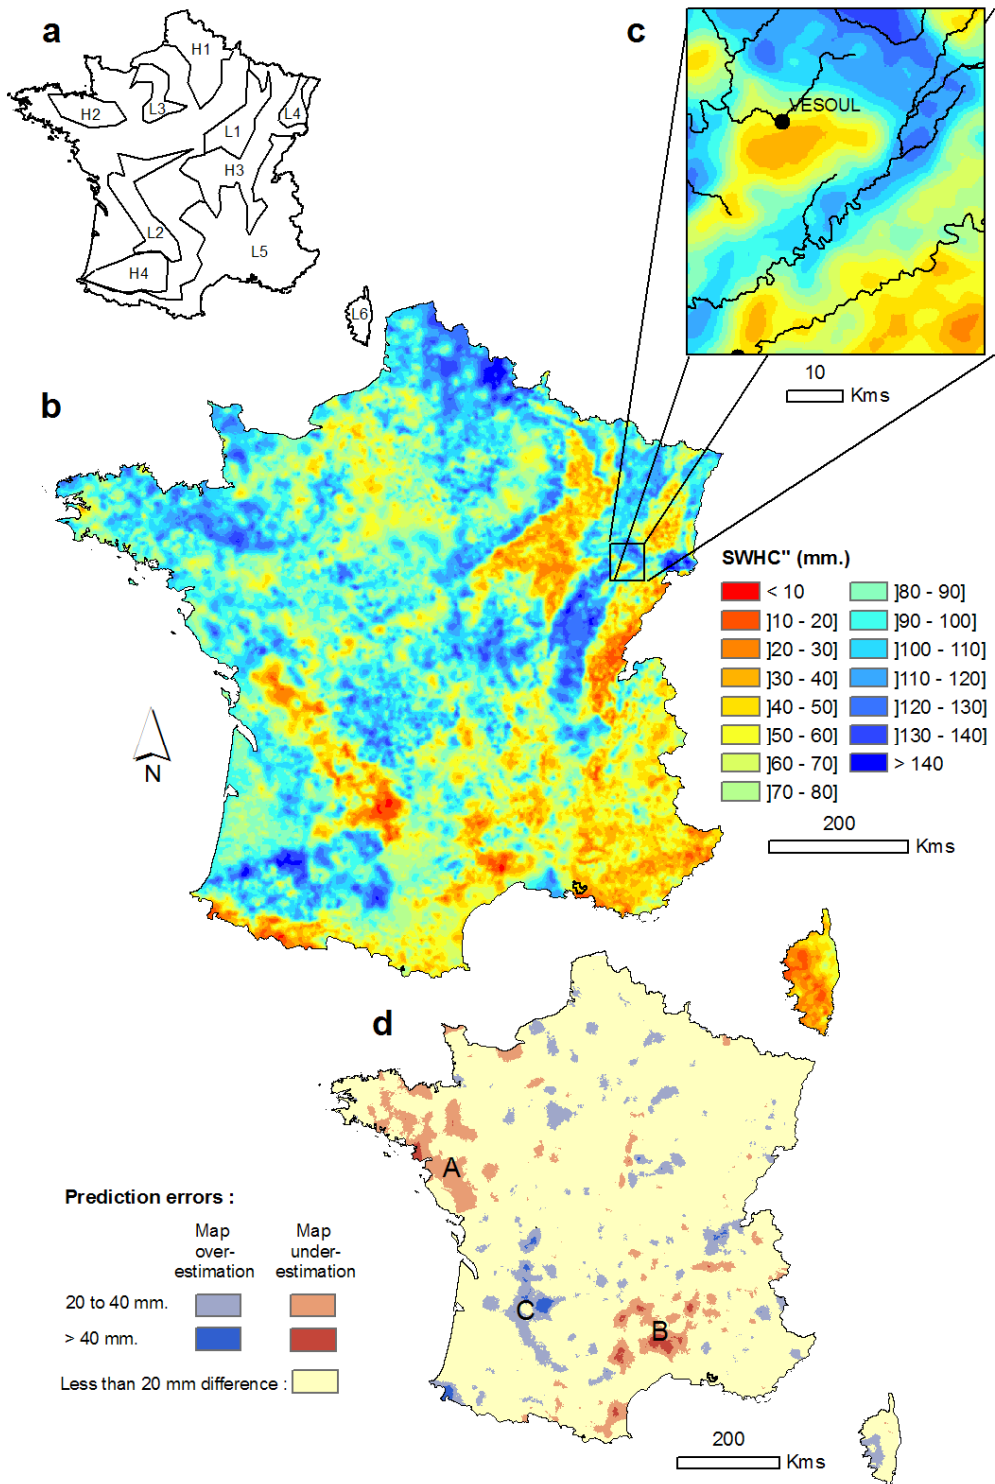 a
H1
H2
L3
L4
L1
H3
L2
H4
L5
L6
c
VESOUL
10
Kms
b
N
SWHC" (mm.)
< 10
]10 - 20]
]20 - 30]
]30 - 40]
]40 - 50]
]50 - 60]
]60 - 70]
]70 - 80]
]80 - 90]
]90 - 100]
]100 - 110]
]110 - 120]
]120 - 130]
]130 - 140]
> 140
200
Kms
d
A
B
C
Prediction errors :
Map
over-
estimation
Map
under-
estimation
20 to 40 mm.
> 40 mm.
Less than 20 mm difference :
200
Kms